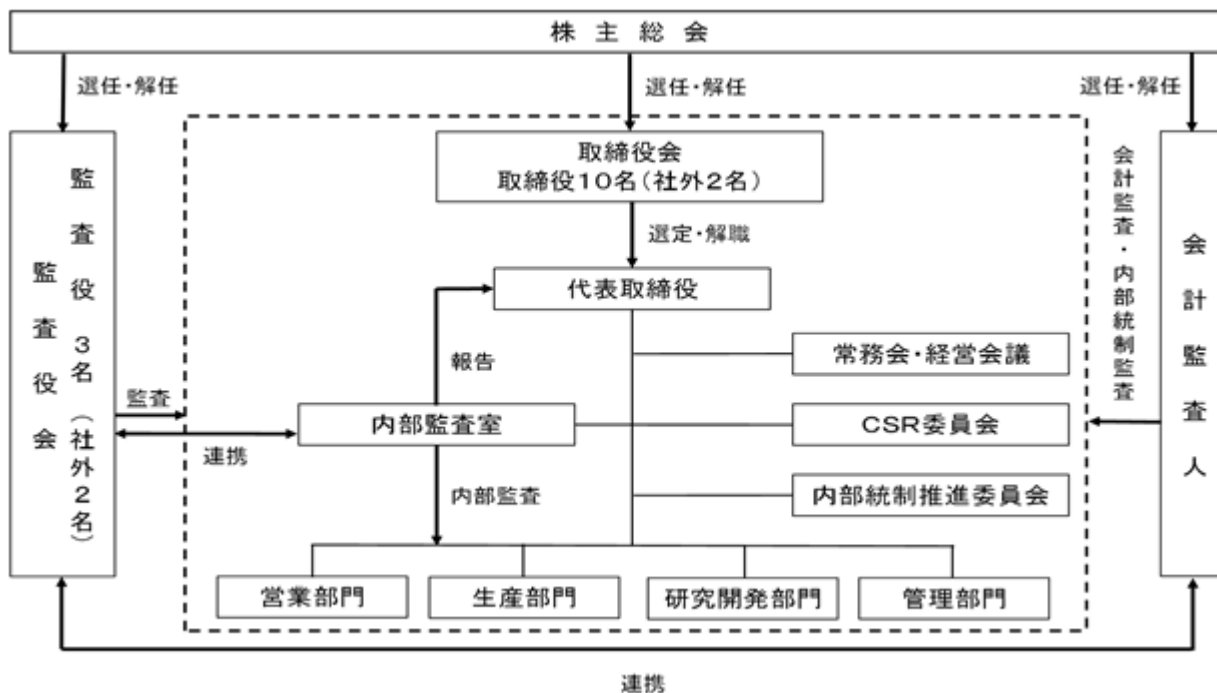 株主総会
選任・解任
選任・解任
選任・解任
取締役会
取締役10名(社外2名)
選定・解職
代表取締役
監査役会
監査役 3名 (社外2名)
会計監査・内部統制監査
会計監査人
常務会・経営会議
報告
監査
内部監査室
CSR委員会
連携
内部監査
内部統制推進委員会
営業部門
生産部門
研究開発部門
管理部門
連携